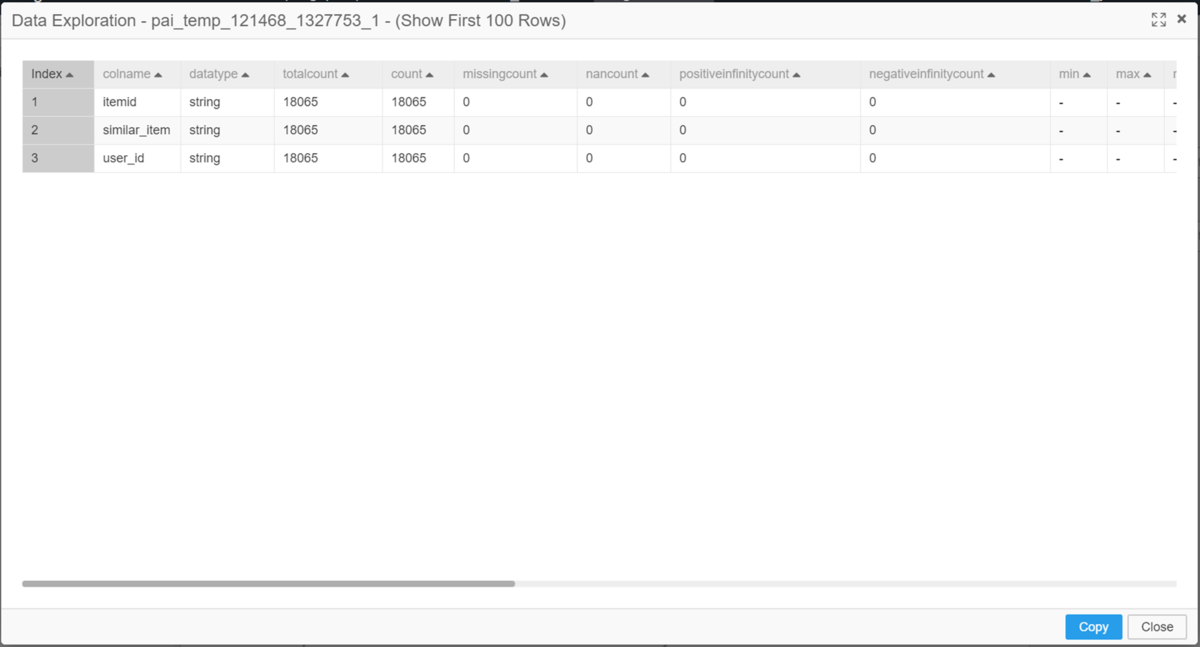 Data Exploration - pai_temp_121468_1327753_1 - (Show First 100 Rows)
Index colname datatype totalcount count missingcount nancount positiveinfinitycount negativeinfinitycount min max
1 itemid string 18065 18065 0 0 0 0 - - -
2 similar_item string 18065 18065 0 0 0 0 - - -
3 user_id string 18065 18065 0 0 0 0 - - -
Copy Close